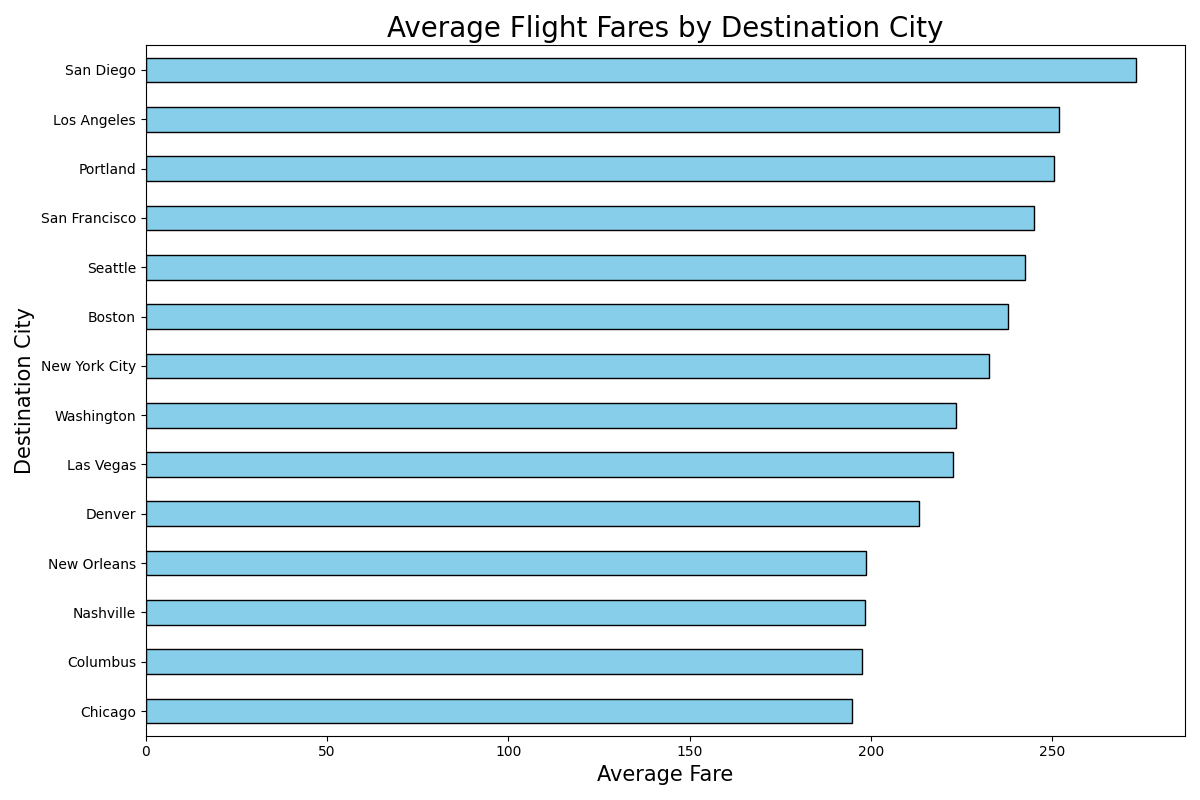 Average Flight Fares by Destination City
Destination City
San Diego
Los Angeles
Portland
San Francisco
Seattle
Boston
New York City
Washington
Las Vegas
Denver
New Orleans
Nashville
Columbus
Chicago
0 50 100 150 200 250
Average Fare